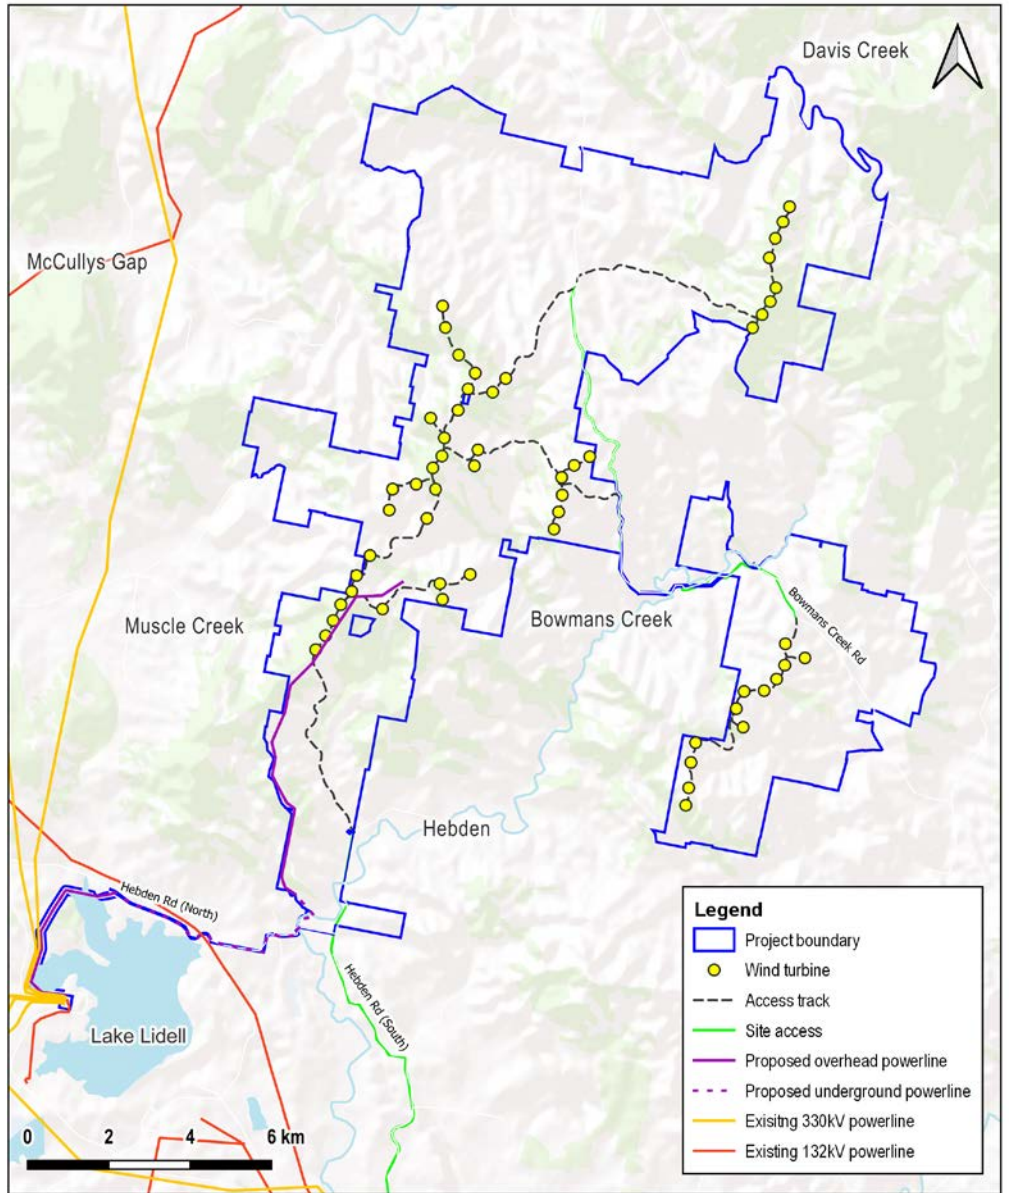 Davis Creek
McCullys Gap
Muscle Creek
Bowmans Creek
Bowmans Creek Rd
Hebden
Hebden Rd (North)
Hebden Rd (South)
Lake Lidell
0 2 4 6 km
Legend
Project boundary
Wind turbine
Access track
Site access
Proposed overhead powerline
Proposed underground powerline
Exisitng 330kV powerline
Existing 132kV powerline